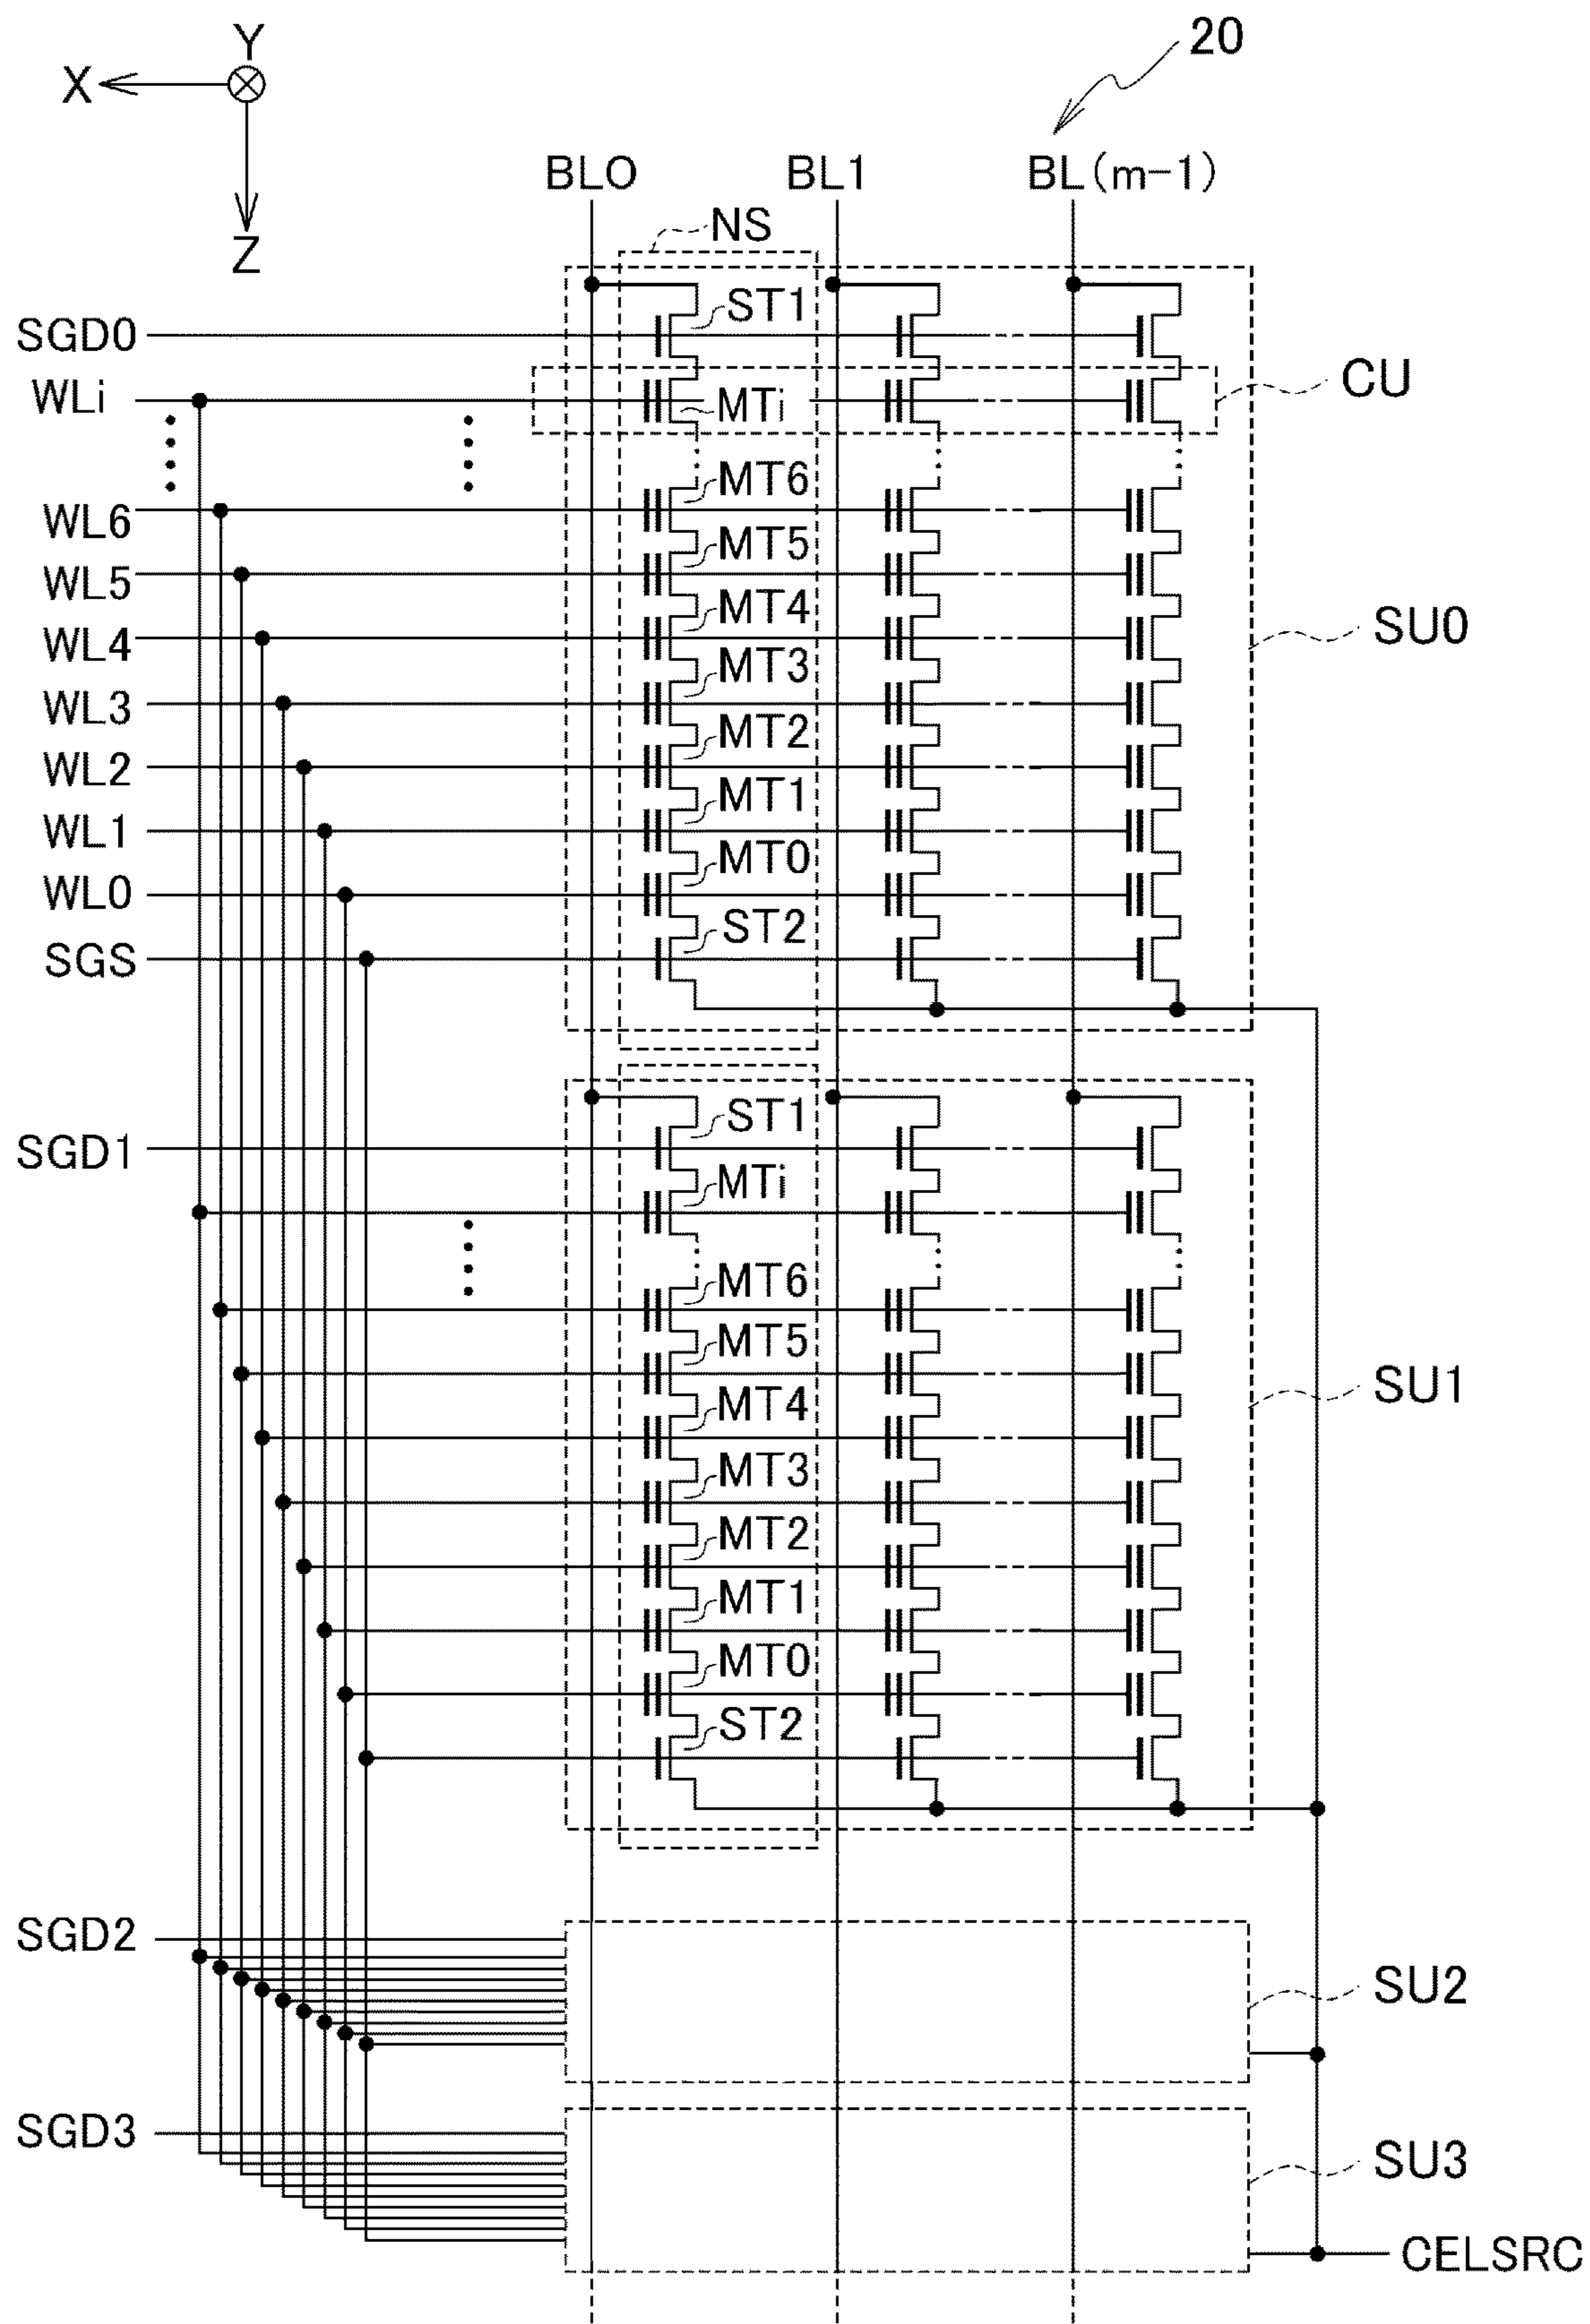 20
Y
X
Z
BL0 BL1 BL(m-1)
NS
ST1
SGD0
CU
WLi
MTi
MT6
WL6
MT5
WL5
MT4
SU0
WL4
MT3
WL3
MT2
WL2
MT1
WL1
MT0
WL0
ST2
SGS
ST1
SGD1
MTi
MT6
MT5
SU1
MT4
MT3
MT2
MT1
MT0
ST2
SGD2
SU2
SGD3
SU3
CELSRC